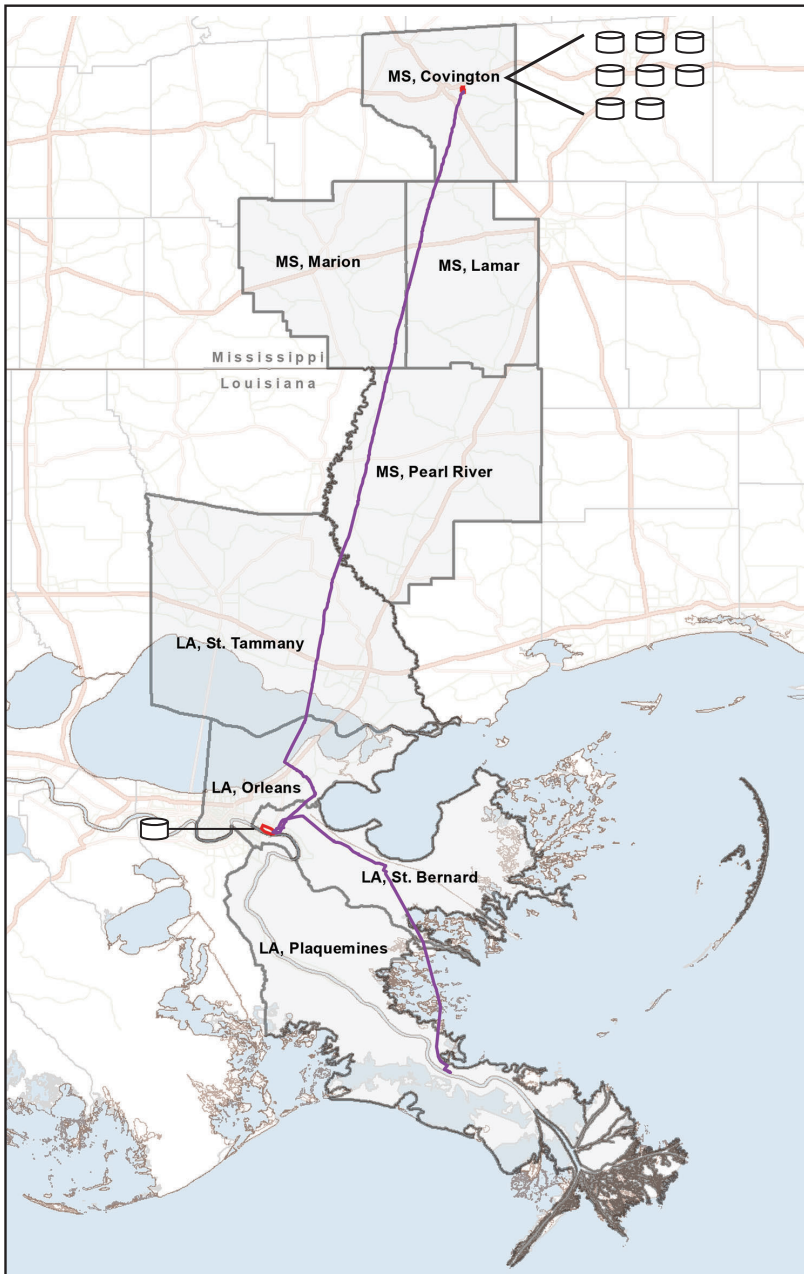 MS, Covington
MS, Marion
MS, Lamar
Mississippi
Louisiana
MS, Pearl River
LA, St. Tammany
LA, Orleans
LA, St. Bernard
LA, Plaquemines